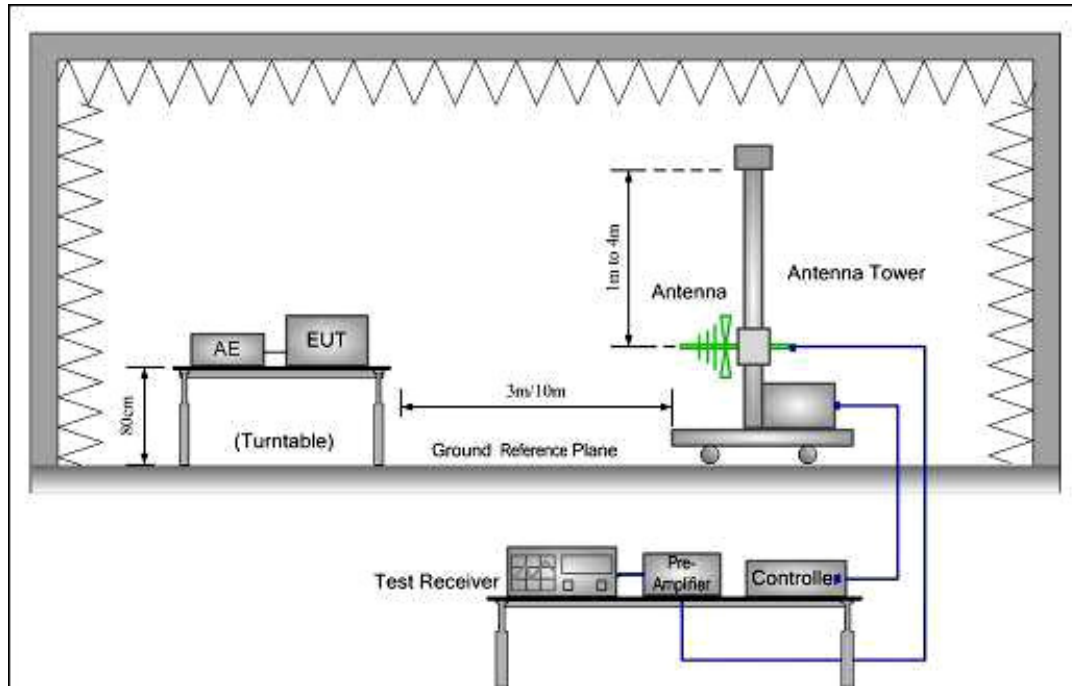 1m to 4m
Antenna Tower
Antenna
AE
EUT
80cm
3m/10m
(Turntable)
Ground Reference Plane
Test Receiver
Pre-
Amplifier
Controller